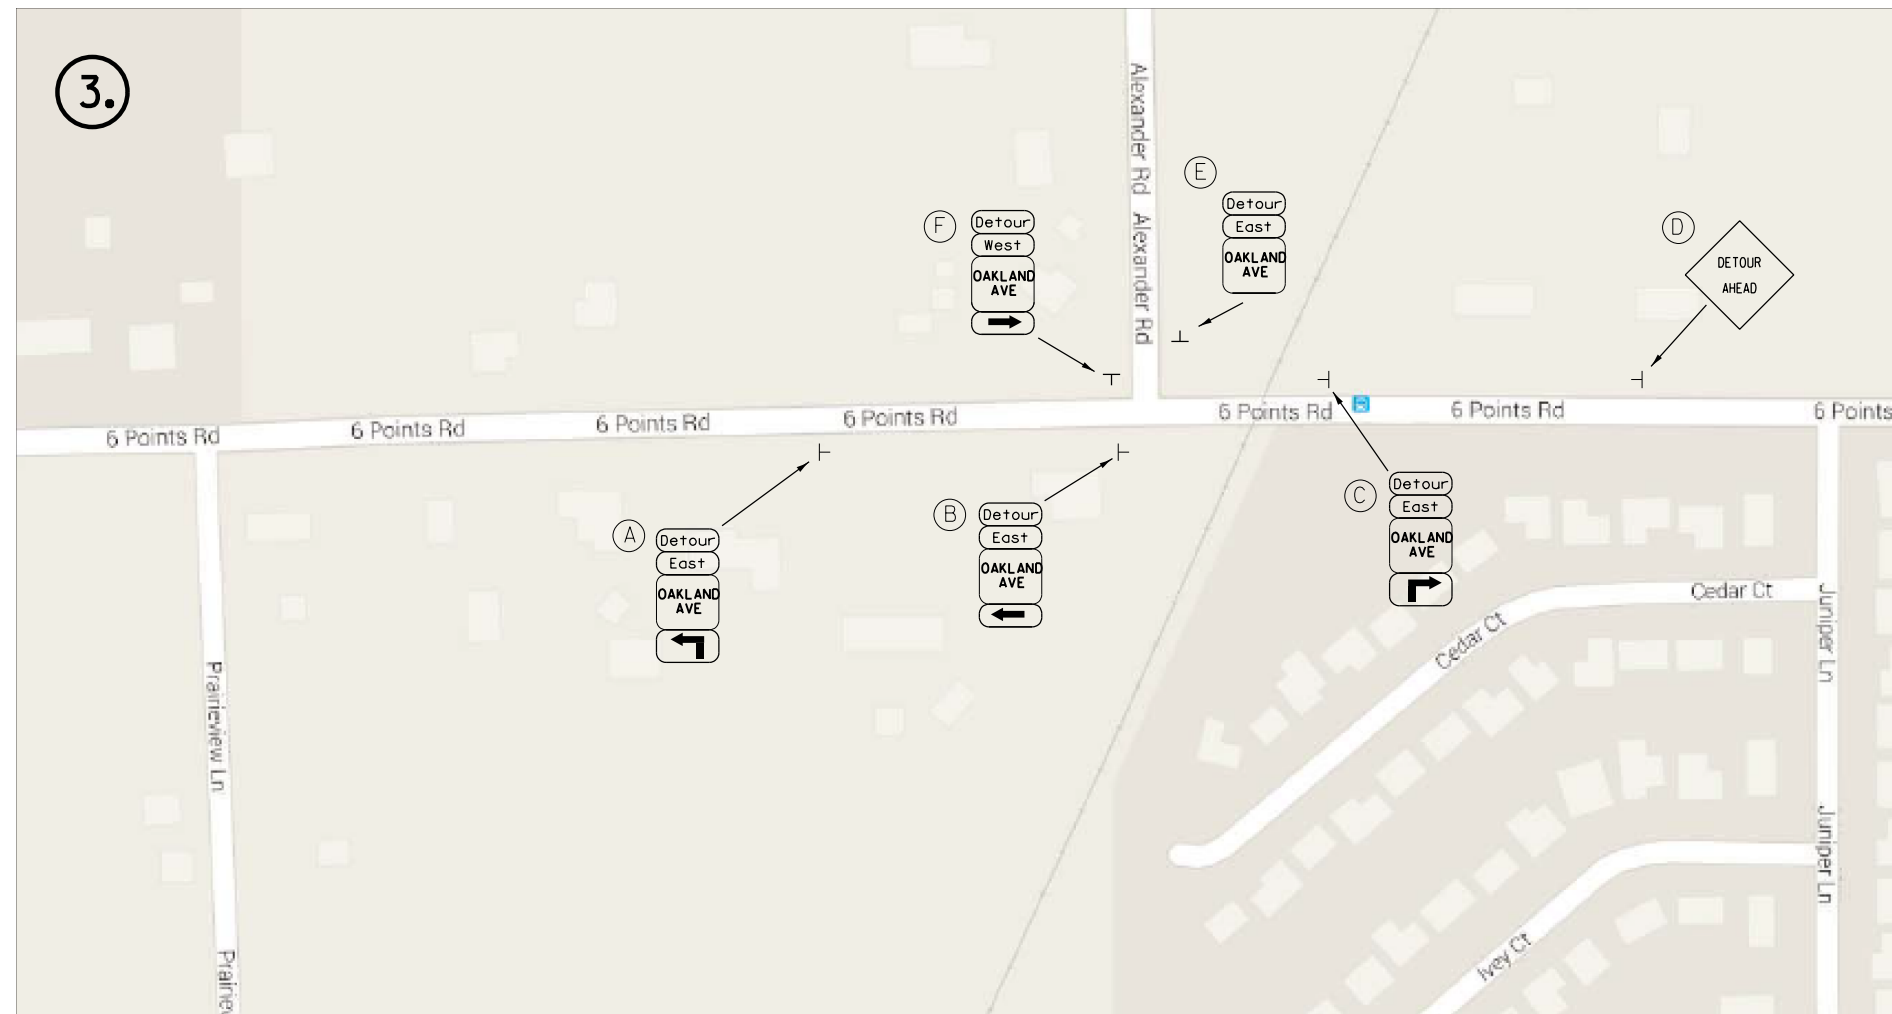 3.
Alexander Rd
Alexander Rd
F
Detour
West
OAKLAND
AVE
E
Detour
East
OAKLAND
AVE
D
DETOUR
AHEAD
6 Points Rd
6 Points Rd
6 Points Rd
6 Points Rd
6 Points Rd
6 Points Rd
6 Points
A
Detour
East
OAKLAND
AVE
B
Detour
East
OAKLAND
AVE
C
Detour
East
OAKLAND
AVE
Cedar Ct
Cedar Ct
Juniper Ln
Juniper Ln
Prairieview Ln
Prairiev
Ivey Ct